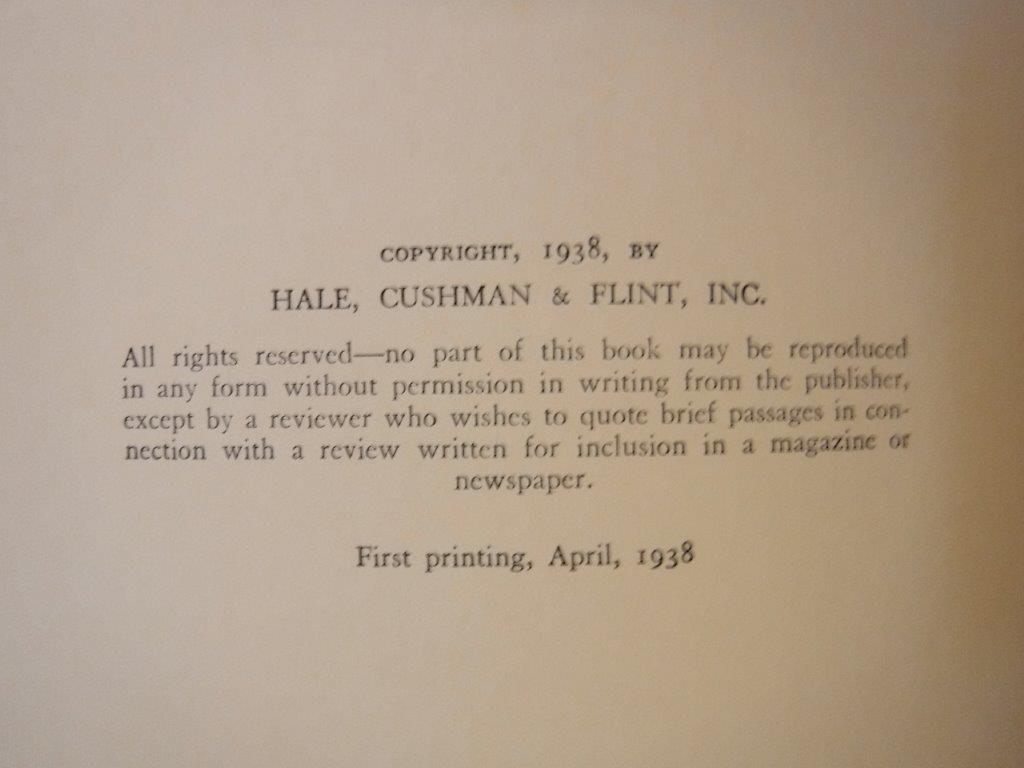 COPYRIGHT, 1938, BY
HALE, CUSHMAN & FLINT, INC.
All rights reserved—no part of this book may be reproduced
in any form without permission in writing from the publisher,
except by a reviewer who wishes to quote brief passages in con-
nection with a review written for inclusion in a magazine or
newspaper.
First printing, April, 1938